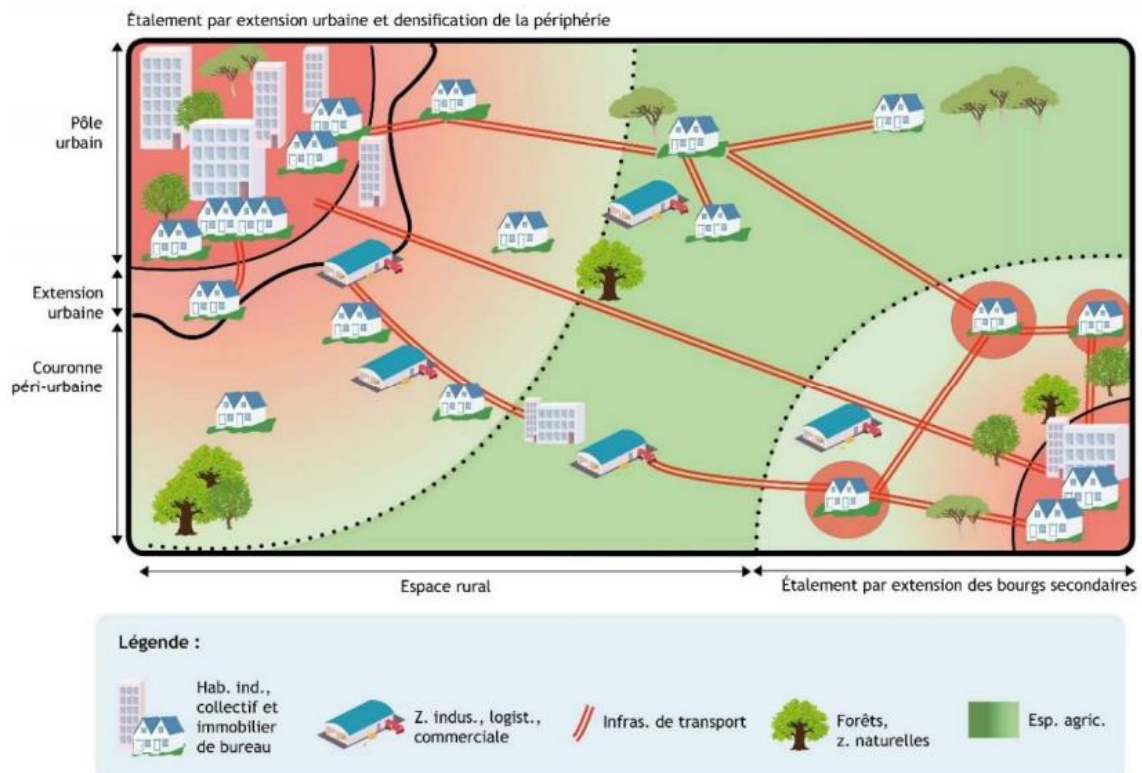 Étalement par extension urbaine et densification de la périphérie
Pôle
urbain
Extension
urbaine
Couronne
péri-urbaine
Espace rural
Étalement par extension des bourgs secondaires
Légende :
Hab. ind.,
collectif et
immobilier
de bureau
Z. indus., logist.,
commerciale
Infras. de transport
Forêts,
z. naturelles
Esp. agric.